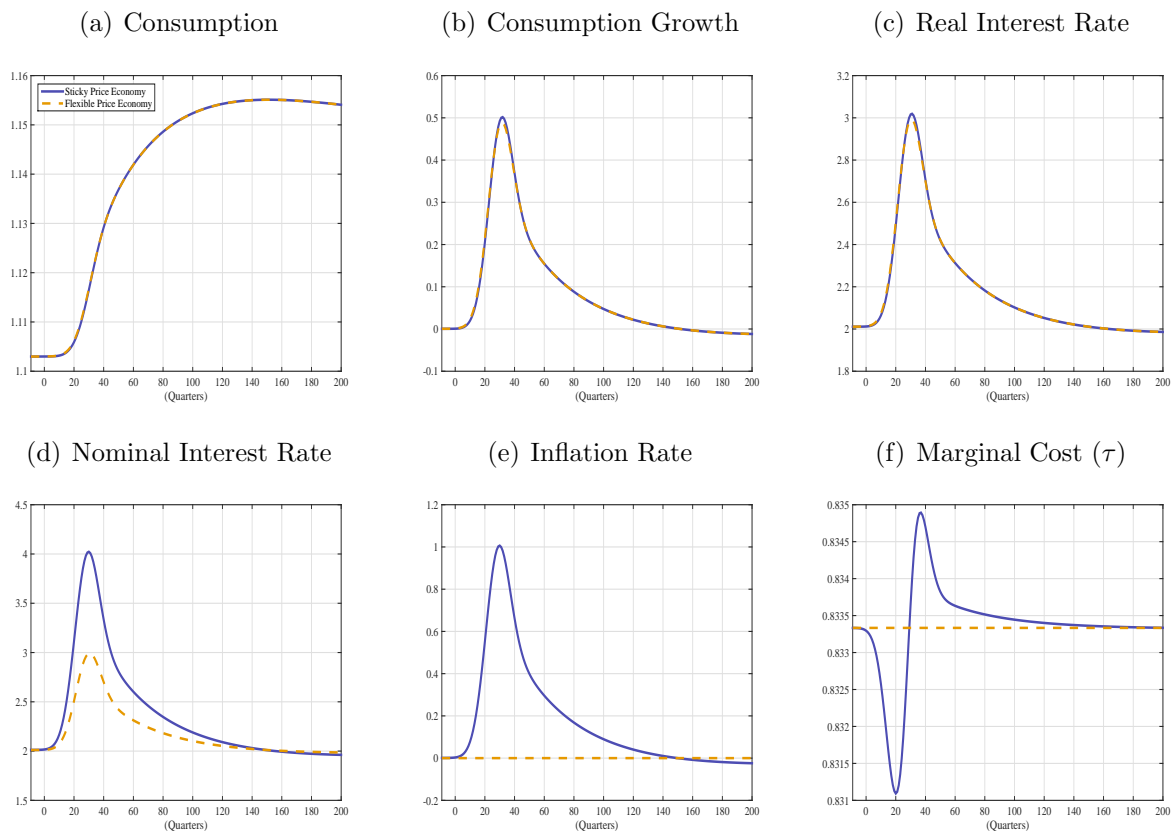 (a) Consumption
(b) Consumption Growth
(c) Real Interest Rate
1.16
1.15
1.14
1.13
1.12
1.11
1.1
Sticky Price Economy
Flexible Price Economy
0 20 40 60 80 100 120 140 160 180 200
(Quarters)
0.6
0.5
0.4
0.3
0.2
0.1
0
-0.1
0 20 40 60 80 100 120 140 160 180 200
(Quarters)
3.2
3
2.8
2.6
2.4
2.2
2
1.8
0 20 40 60 80 100 120 140 160 180 200
(Quarters)
(d) Nominal Interest Rate
(e) Inflation Rate
(f) Marginal Cost (τ)
4.5
4
3.5
3
2.5
2
1.5
0 20 40 60 80 100 120 140 160 180 200
(Quarters)
1.2
1
0.8
0.6
0.4
0.2
0
-0.2
0 20 40 60 80 100 120 140 160 180 200
(Quarters)
0.835
0.8345
0.834
0.8335
0.833
0.8325
0.832
0.8315
0.831
0 20 40 60 80 100 120 140 160 180 200
(Quarters)